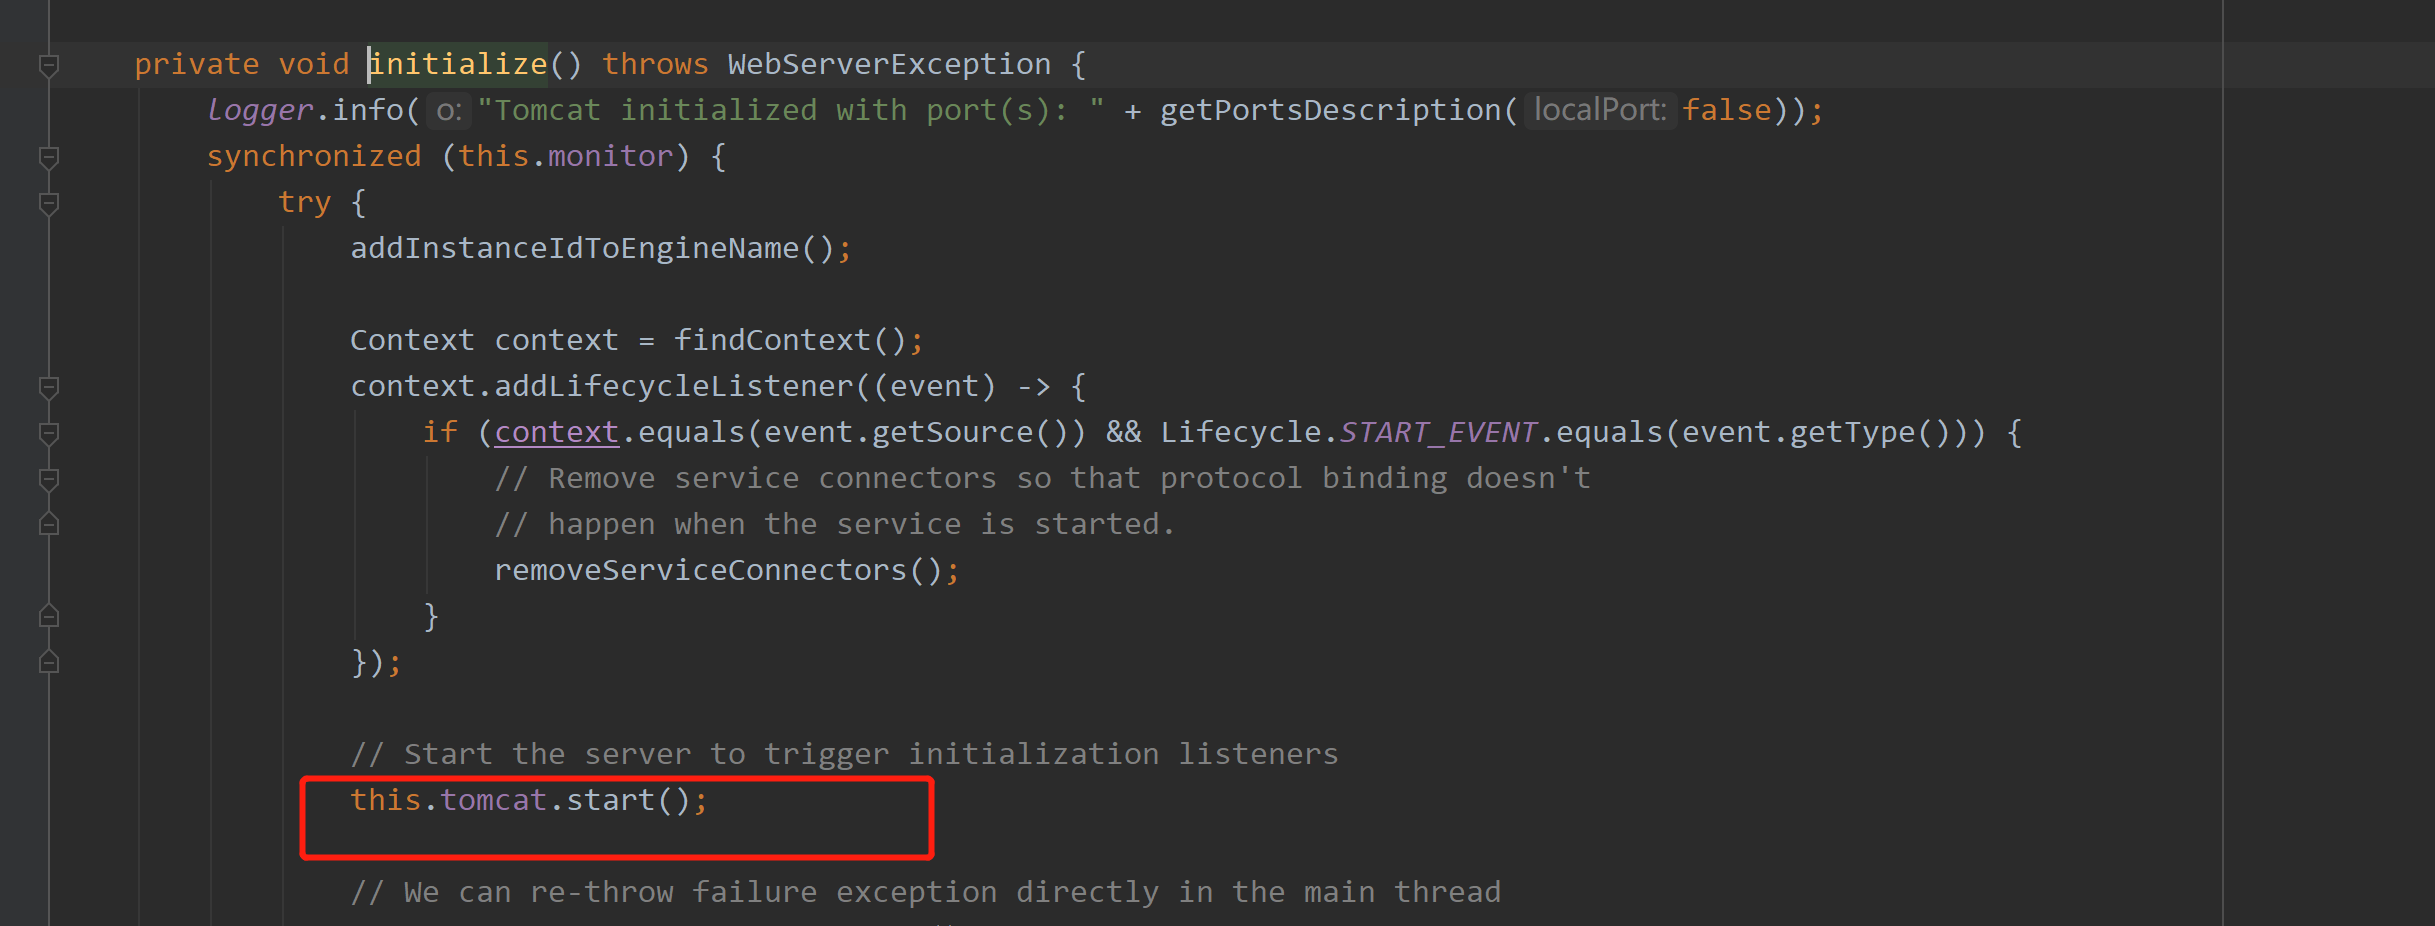 private void initialize() throws WebServerException {
logger.info( o: "Tomcat initialized with port(s): " + getPortsDescription( localPort: false));
synchronized (this.monitor) {
try {
addInstanceIdToEngineName();
Context context = findContext();
context.addLifecycleListener((event) -> {
if (context.equals(event.getSource()) && Lifecycle.START_EVENT.equals(event.getType())) {
// Remove service connectors so that protocol binding doesn't
// happen when the service is started.
removeServiceConnectors();
}
});
// Start the server to trigger initialization listeners
this.tomcat.start();
// We can re-throw failure exception directly in the main thread